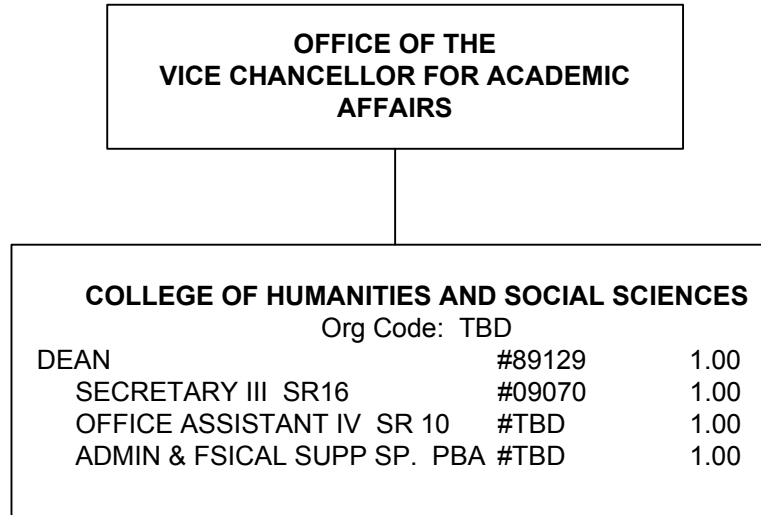 OFFICE OF THE
VICE CHANCELLOR FOR ACADEMIC
AFFAIRS
COLLEGE OF HUMANITIES AND SOCIAL SCIENCES
Org Code: TBD
DEAN #89129 1.00
SECRETARY III SR16 #09070 1.00
OFFICE ASSISTANT IV SR 10 #TBD 1.00
ADMIN & FSICAL SUPP SP. PBA #TBD 1.00